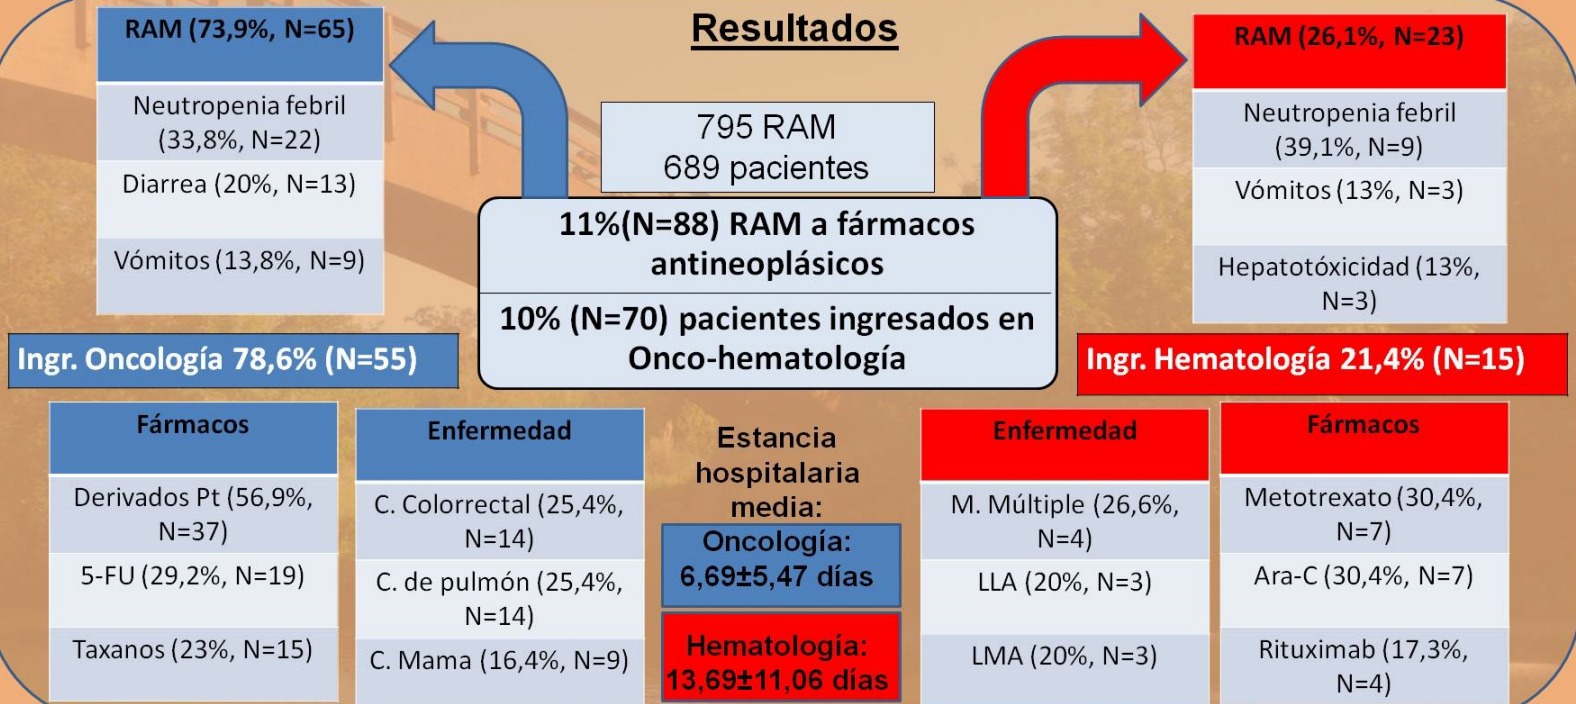 Resultados
RAM (73,9%, N=65)
Neutropenia febril
(33,8%, N=22)
Diarrea (20%, N=13)
Vómitos (13,8%, N=9)
795 RAM
689 pacientes
11%(N=88) RAM a fármacos
antineoplásicos
10% (N=70) pacientes ingresados en
Onco-hematología
RAM (26,1%, N=23)
Neutropenia febril
(39,1%, N=9)
Vómitos (13%, N=3)
Hepatotóxicidad (13%,
N=3)
Ingr. Oncología 78,6% (N=55)
Ingr. Hematología 21,4% (N=15)
Fármacos
Derivados Pt (56,9%,
N=37)
5-FU (29,2%, N=19)
Taxanos (23%, N=15)
Enfermedad
C. Colorrectal (25,4%,
N=14)
C. de pulmón (25,4%,
N=14)
C. Mama (16,4%, N=9)
Estancia
hospitalaria
media:
Oncología:
6,69±5,47 días
Hematología:
13,69±11,06 días
Enfermedad
M. Múltiple (26,6%,
N=4)
LLA (20%, N=3)
LMA (20%, N=3)
Fármacos
Metotrexato (30,4%,
N=7)
Ara-C (30,4%, N=7)
Rituximab (17,3%,
N=4)